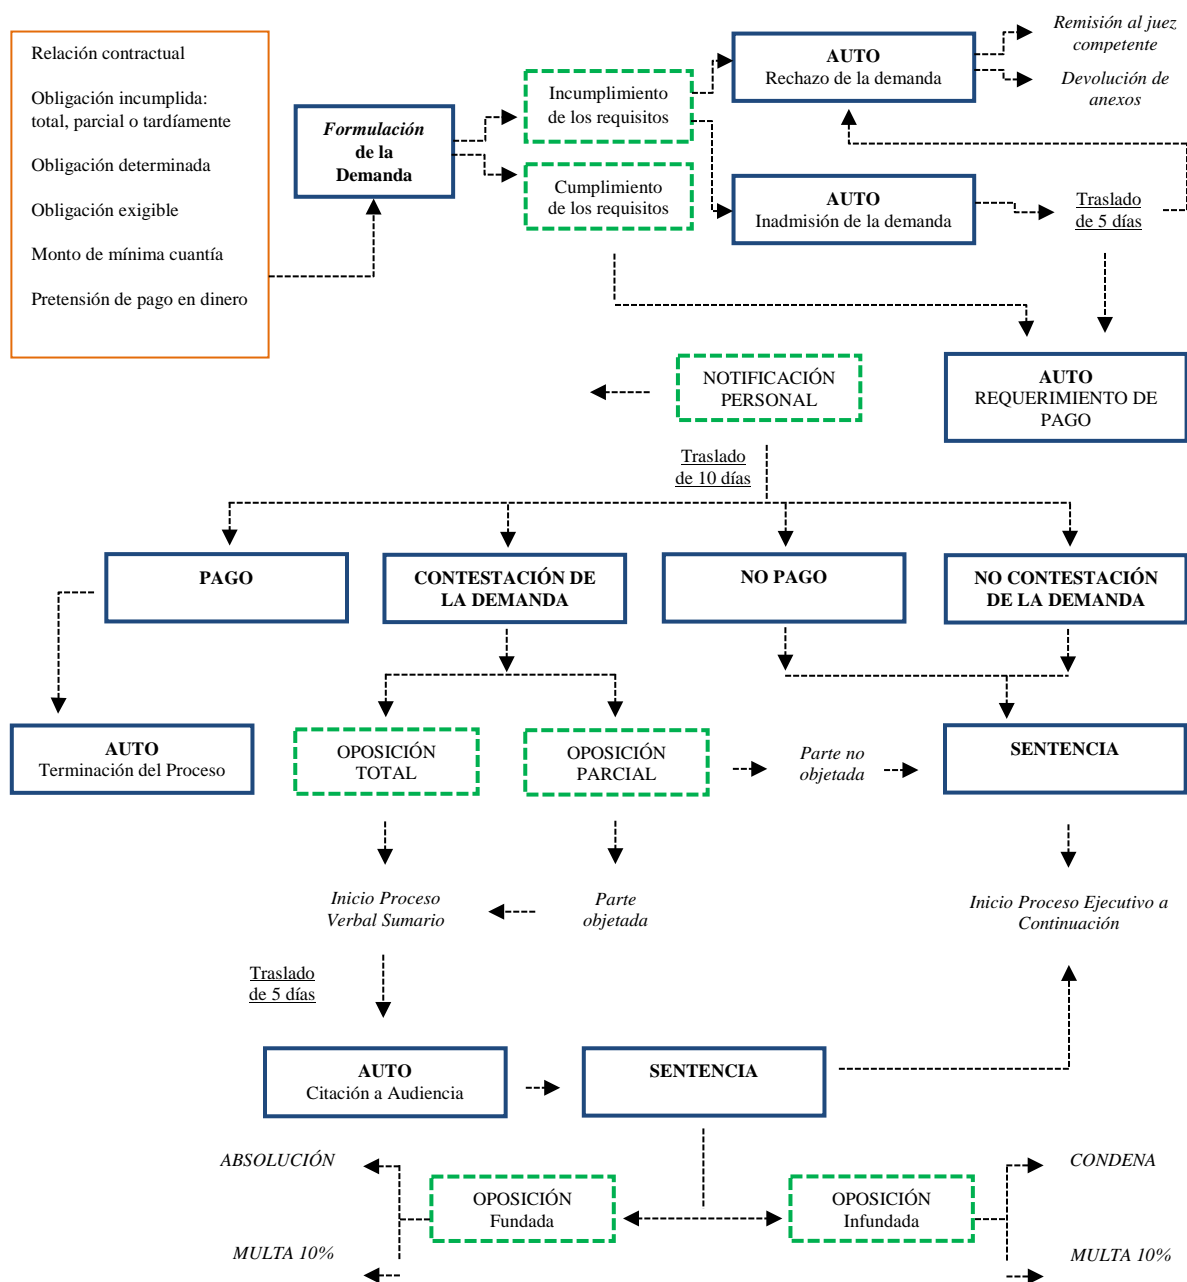 Relación contractual
Obligación incumplida:
total, parcial o tardíamente
Obligación determinada
Obligación exigible
Monto de mínima cuantía
Pretensión de pago en dinero
Formulación
de la
Demanda
Incumplimiento
de los requisitos
Cumplimiento
de los requisitos
AUTO
Rechazo de la demanda
Remisión al juez
competente
Devolución de
anexos
AUTO
Inadmisión de la demanda
Traslado
de 5 días
NOTIFICACIÓN
PERSONAL
AUTO
REQUERIMIENTO DE
PAGO
Traslado
de 10 días
PAGO
CONTESTACIÓN DE
LA DEMANDA
NO PAGO
NO CONTESTACIÓN
DE LA DEMANDA
AUTO
Terminación del Proceso
OPOSICIÓN
TOTAL
OPOSICIÓN
PARCIAL
Parte no
objetada
SENTENCIA
Inicio Proceso
Verbal Sumario
Parte
objetada
Inicio Proceso Ejecutivo a
Continuación
Traslado
de 5 días
AUTO
Citación a Audiencia
SENTENCIA
ABSOLUCIÓN
OPOSICIÓN
Fundada
OPOSICIÓN
Infundada
CONDENA
MULTA 10%
MULTA 10%